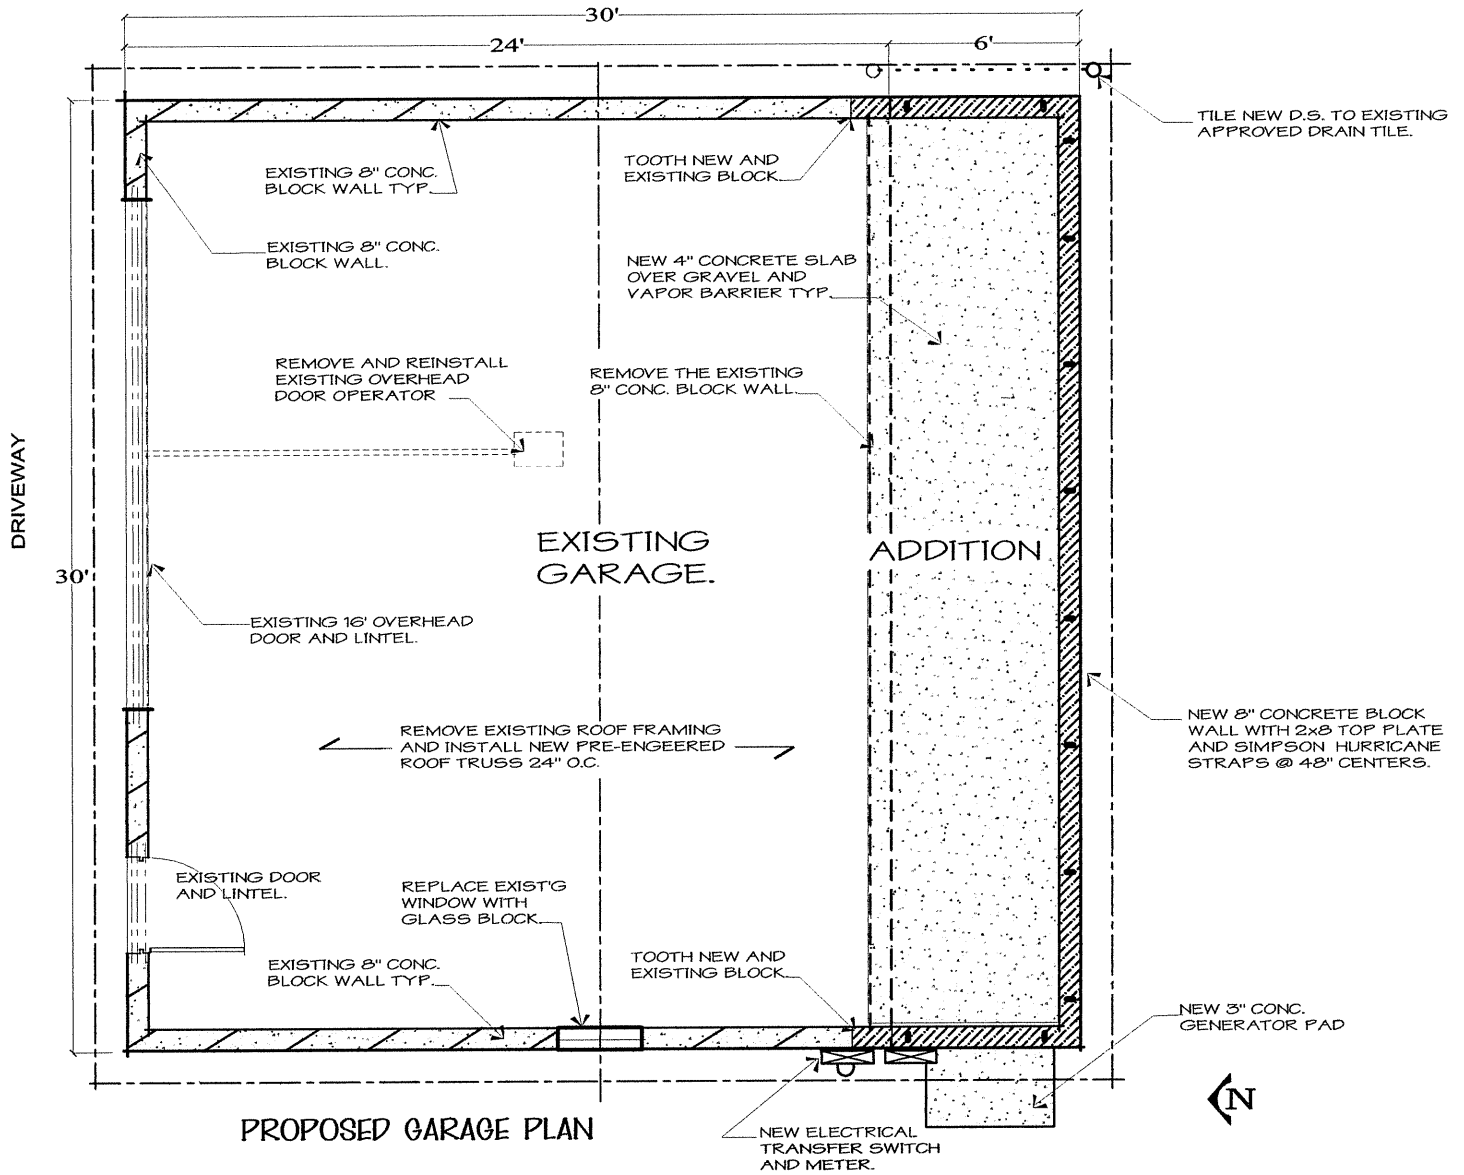 30'
24'
6'
TILE NEW D.S. TO EXISTING
APPROVED DRAIN TILE.
EXISTING 8" CONC.
BLOCK WALL TYP.
TOOTH NEW AND
EXISTING BLOCK.
EXISTING 8" CONC.
BLOCK WALL.
NEW 4" CONCRETE SLAB
OVER GRAVEL AND
VAPOR BARRIER TYP.
REMOVE AND REINSTALL
EXISTING OVERHEAD
DOOR OPERATOR
REMOVE THE EXISTING
8" CONC. BLOCK WALL.
DRIVEWAY
EXISTING
GARAGE.
ADDITION
30'
EXISTING 16' OVERHEAD
DOOR AND LINTEL.
REMOVE EXISTING ROOF FRAMING
AND INSTALL NEW PRE-ENGEERED
ROOF TRUSS 24" O.C.
NEW 8" CONCRETE BLOCK
WALL WITH 2x8 TOP PLATE
AND SIMPSON HURRICANE
STRAPS @ 48" CENTERS.
EXISTING DOOR
AND LINTEL.
REPLACE EXIST'G
WINDOW WITH
GLASS BLOCK.
EXISTING 8" CONC.
BLOCK WALL TYP.
TOOTH NEW AND
EXISTING BLOCK.
NEW 3" CONC.
GENERATOR PAD
N
PROPOSED GARAGE PLAN
NEW ELECTRICAL
TRANSFER SWITCH
AND METER.